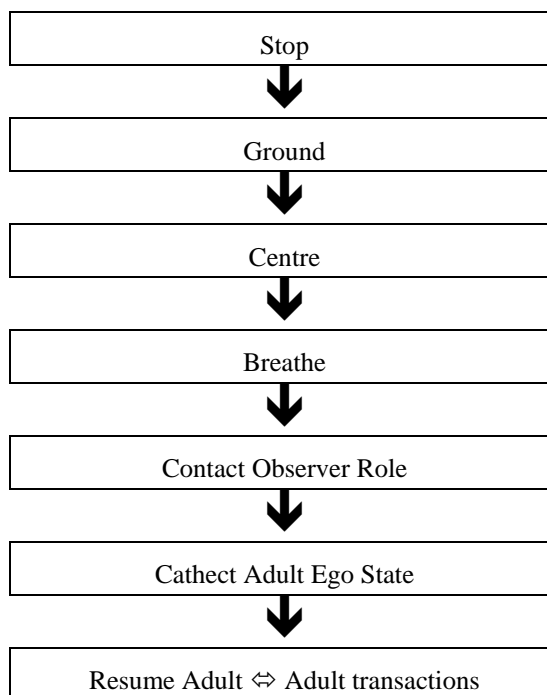 Stop
Ground
Centre
Breathe
Contact Observer Role
Cathect Adult Ego State
Resume Adult ⇔ Adult transactions